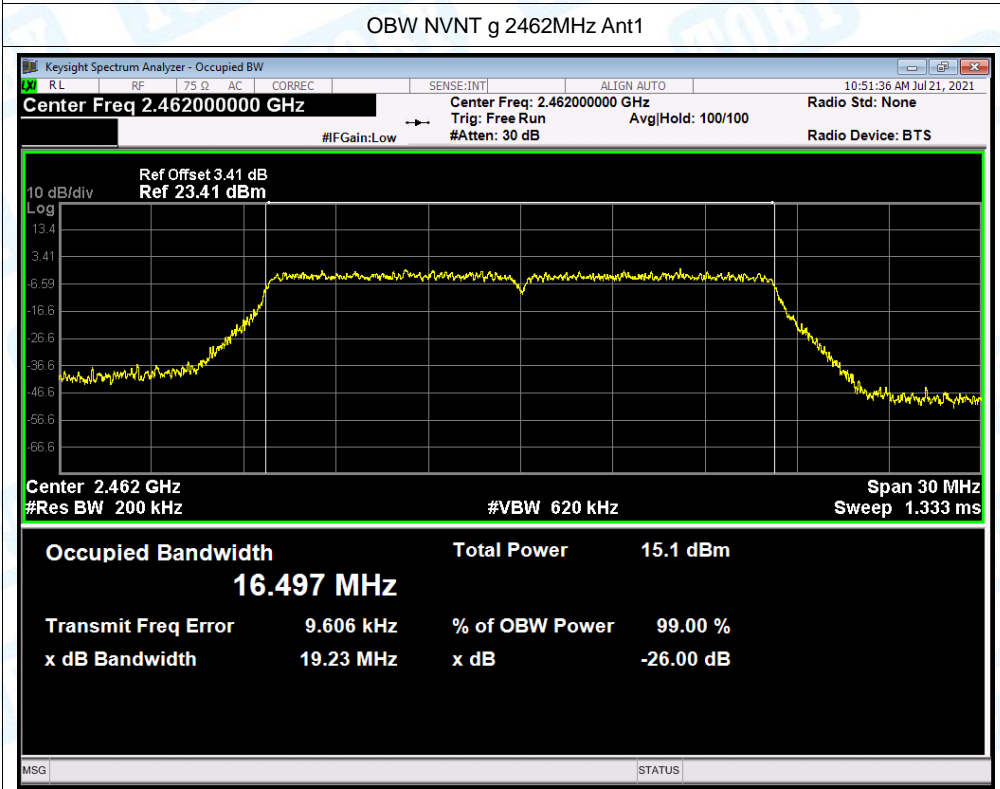 OBW NVNT g 2462MHz Ant1
Keysight Spectrum Analyzer - Occupied BW
LXI RL RF 75 Ω AC CORREC SENSE:INT ALIGN AUTO 10:51:36 AM Jul 21, 2021
Center Freq 2.462000000 GHz Center Freq: 2.462000000 GHz Radio Std: None
Trig: Free Run Avg|Hold: 100/100
#IFGain:Low #Atten: 30 dB Radio Device: BTS
Ref Offset 3.41 dB
10 dB/div Ref 23.41 dBm
Log
13.4
3.41
-6.59
-16.6
-26.6
-36.6
-46.6
-56.6
-66.6
Center 2.462 GHz Span 30 MHz
#Res BW 200 kHz #VBW 620 kHz Sweep 1.333 ms
Occupied Bandwidth Total Power 15.1 dBm
16.497 MHz
Transmit Freq Error 9.606 kHz % of OBW Power 99.00 %
x dB Bandwidth 19.23 MHz x dB -26.00 dB
MSG STATUS